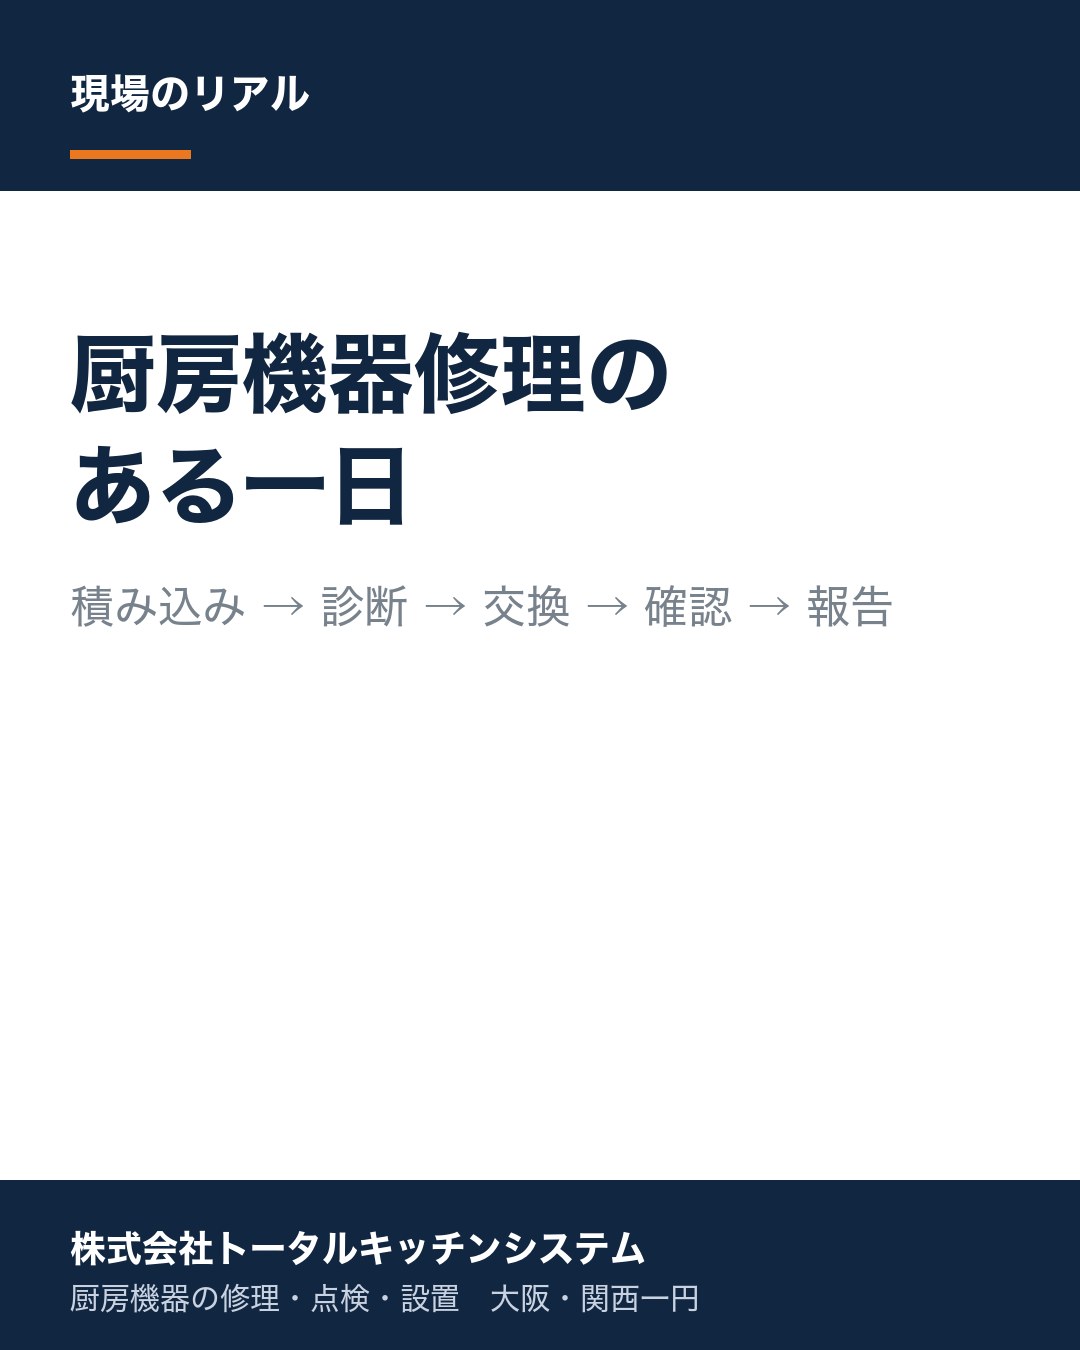 現場のリアル
厨房機器修理の
ある一日
積み込み → 診断 → 交換 → 確認 → 報告
株式会社トータルキッチンシステム
厨房機器の修理・点検・設置　大阪・関西一円